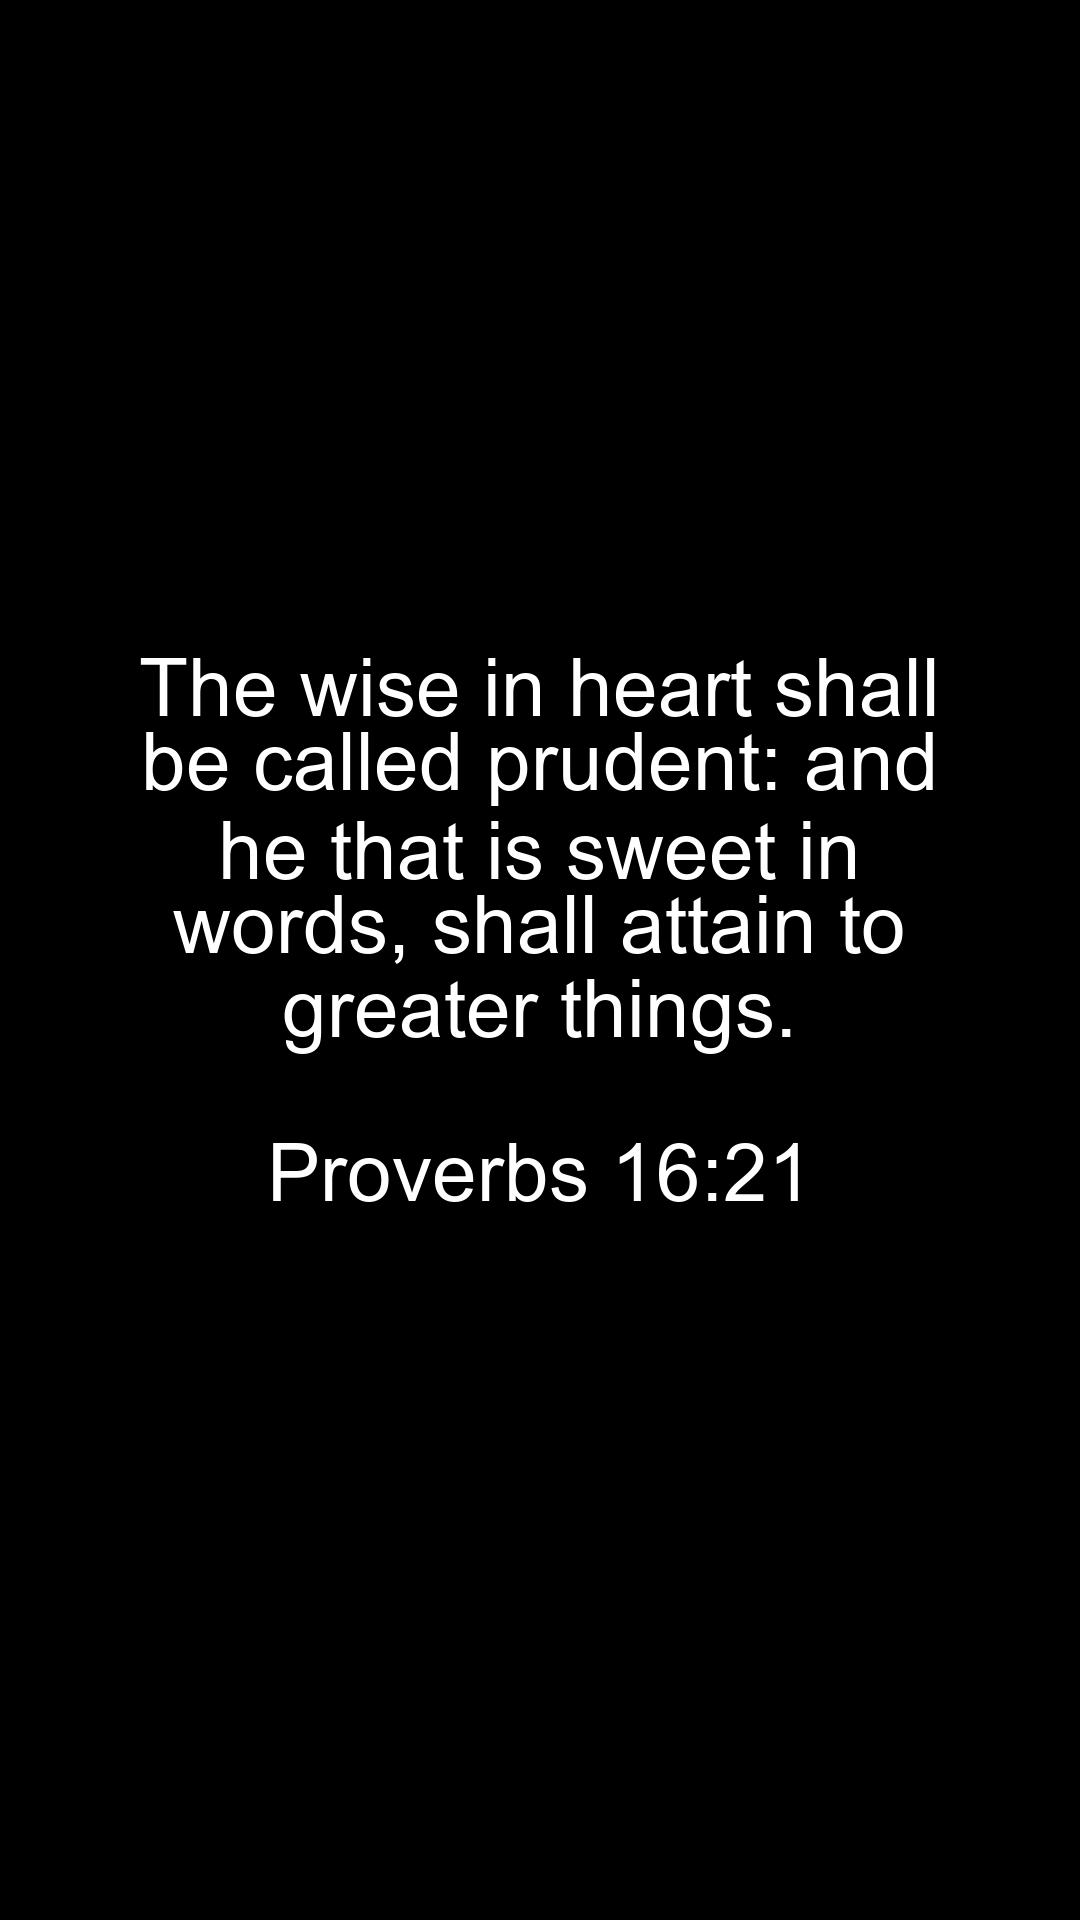 The wise in heart shall
be called prudent: and
he that is sweet in
words, shall attain to
greater things.
Proverbs 16:21